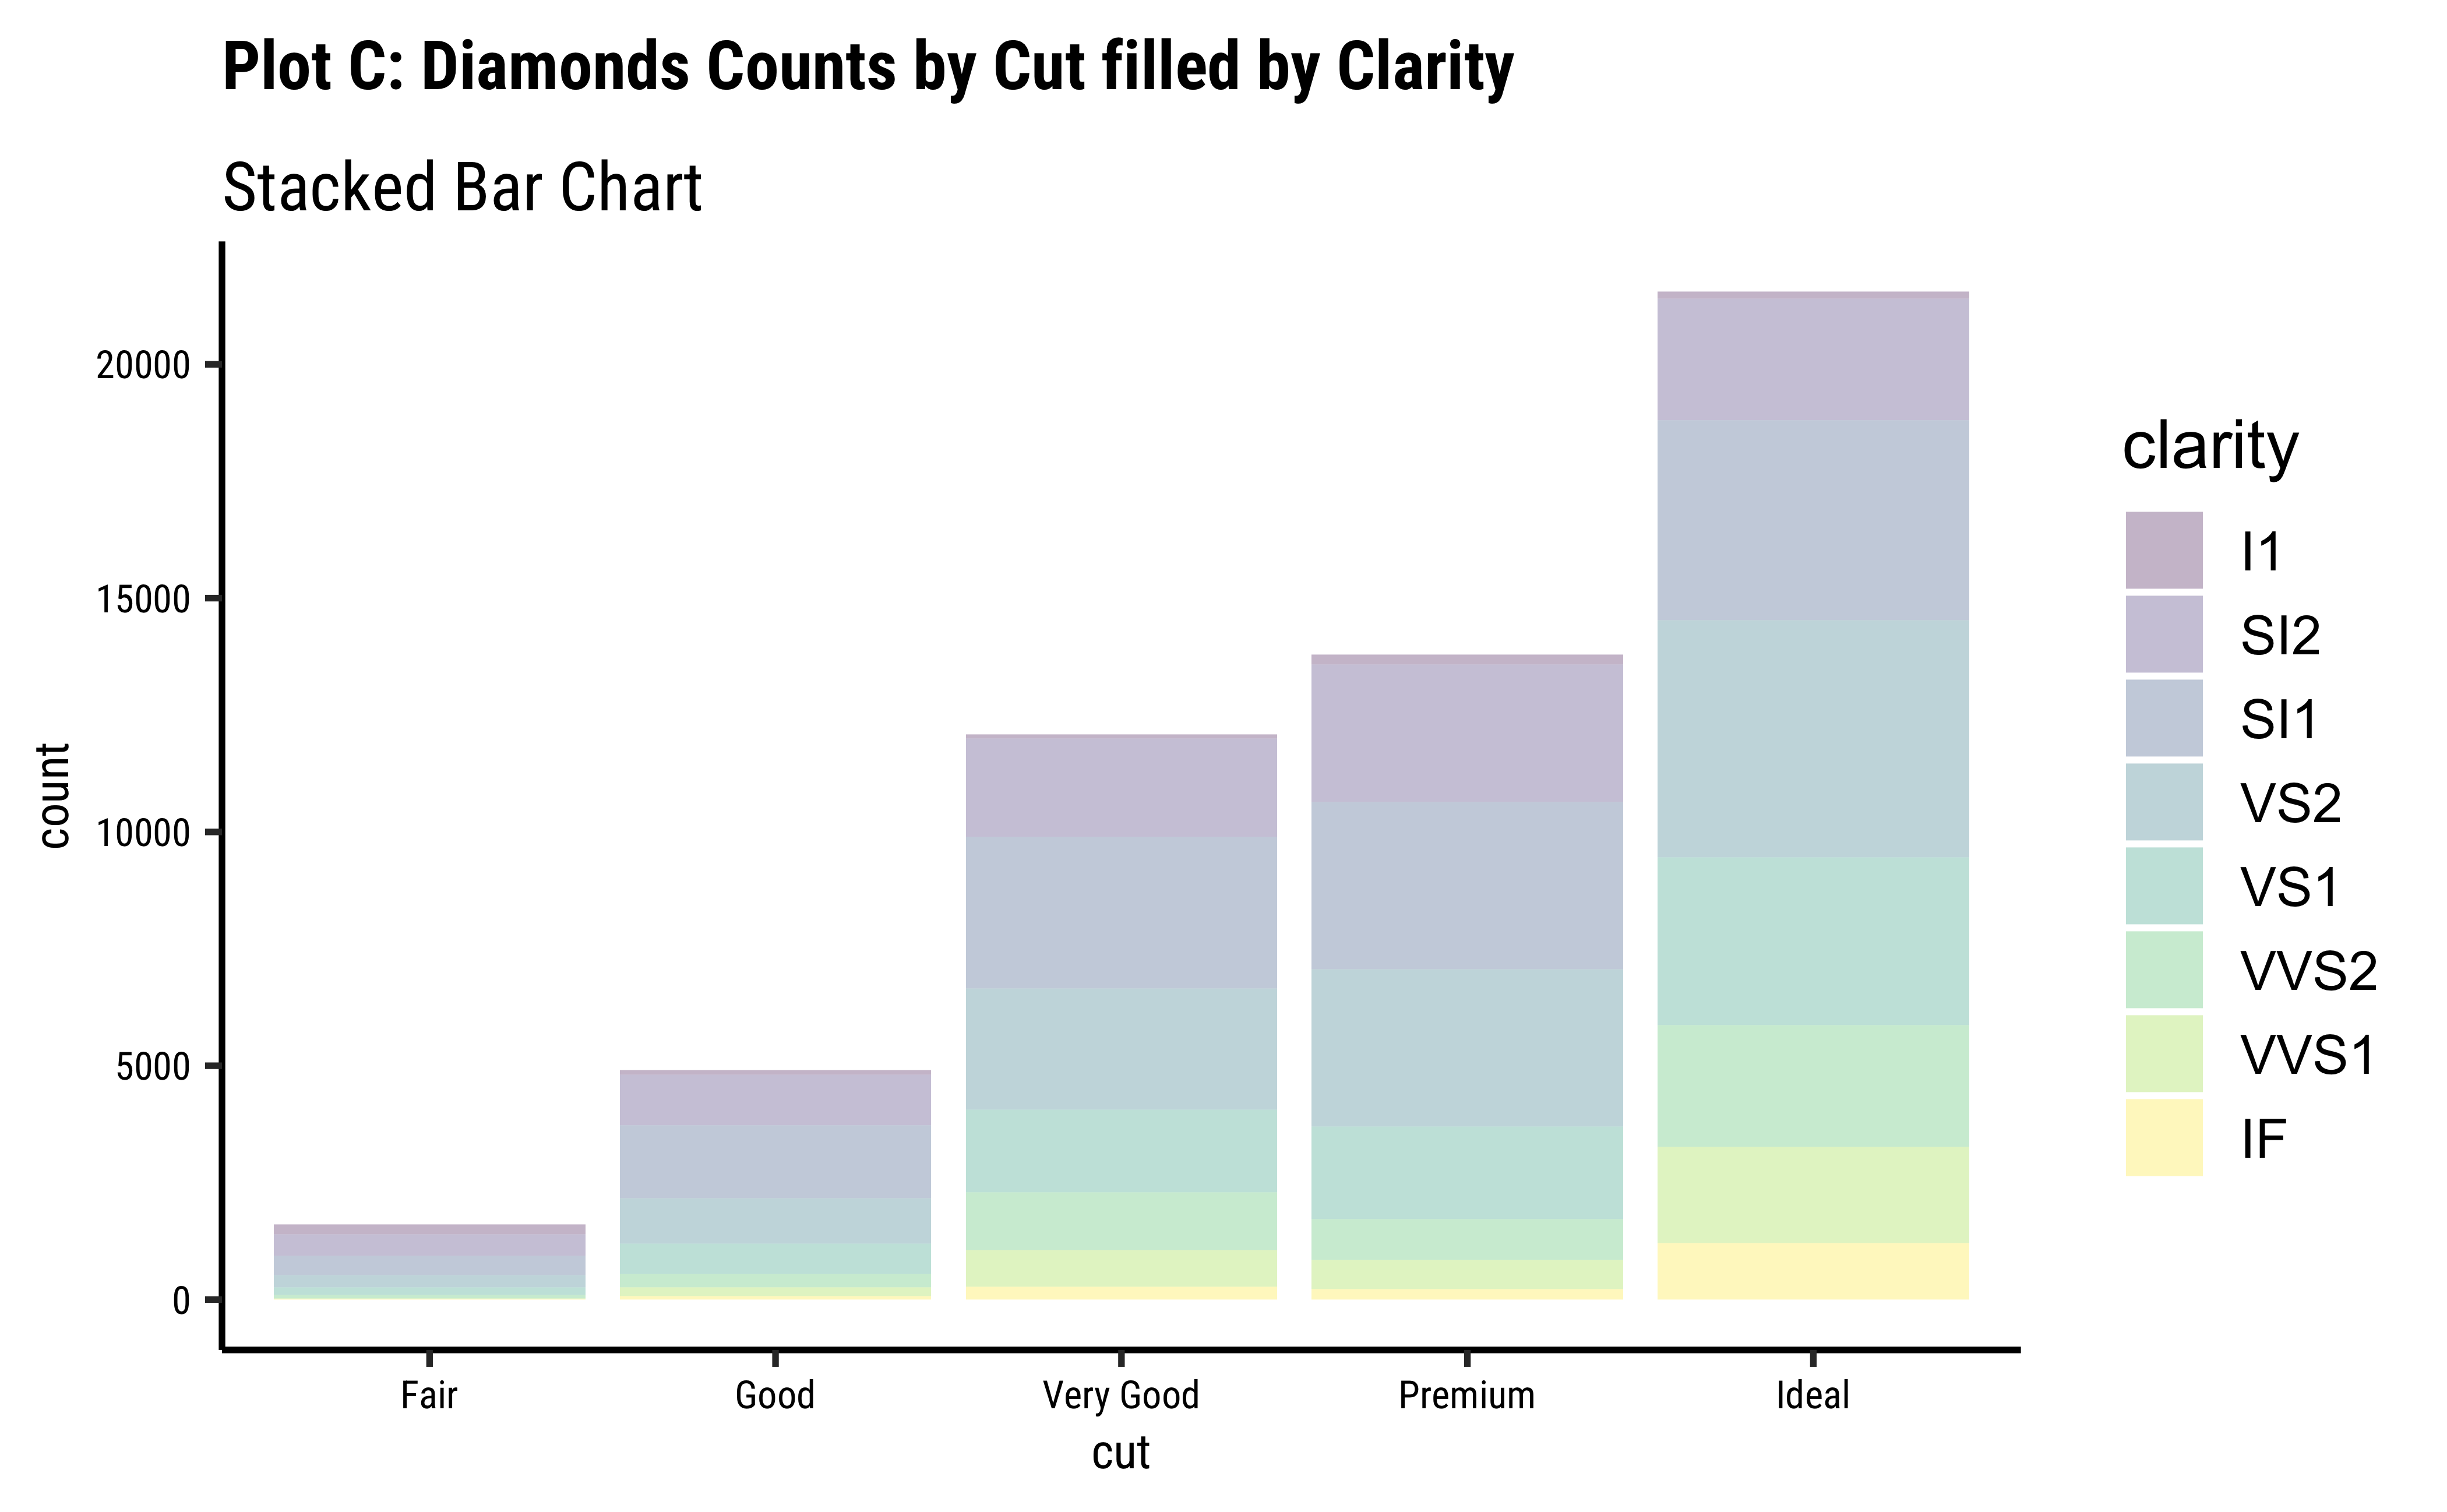 Plot C: Diamonds Counts by Cut filled by Clarity
Stacked Bar Chart
count
20000
15000
10000
5000
0
Fair
Good
Very Good
Premium
Ideal
cut
clarity
I1
SI2
SI1
VS2
VS1
VVS2
VVS1
IF